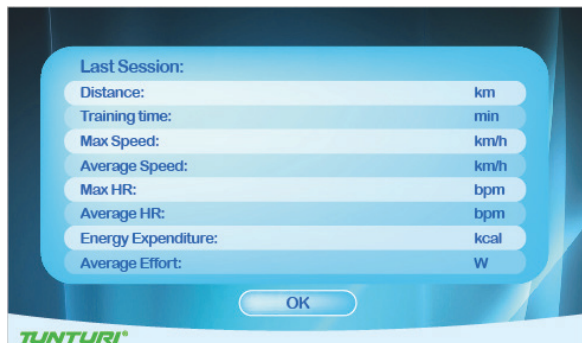 Last Session:
Distance: km
Training time: min
Max Speed: km/h
Average Speed: km/h
Max HR: bpm
Average HR: bpm
Energy Expenditure: kcal
Average Effort: W
OK
TUNTURI®